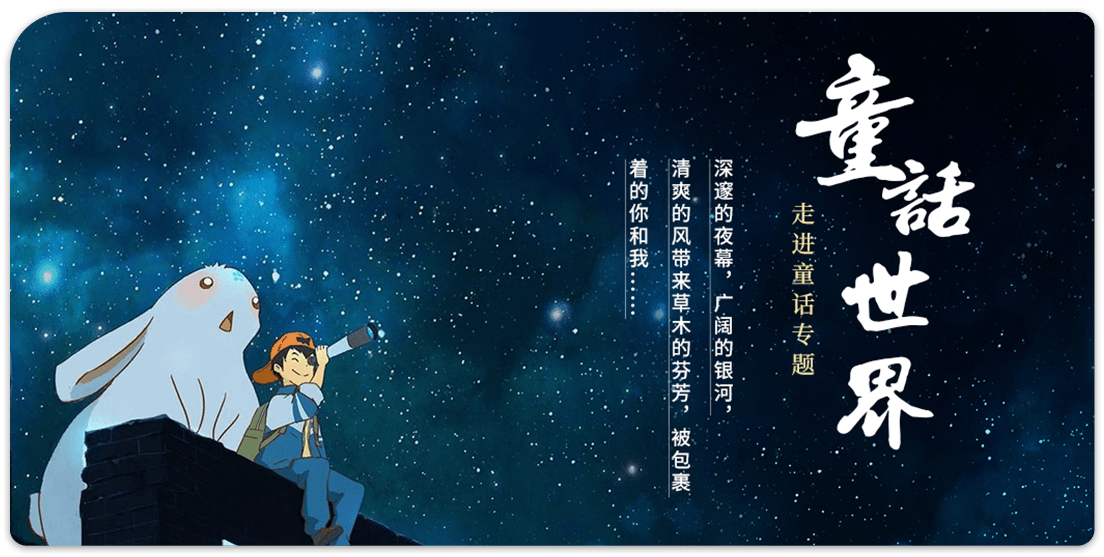 童話世界
走进童话专题
深邃的夜幕，广阔的银河，
清爽的风带来草木的芬芳，被包裹
着的你和我……